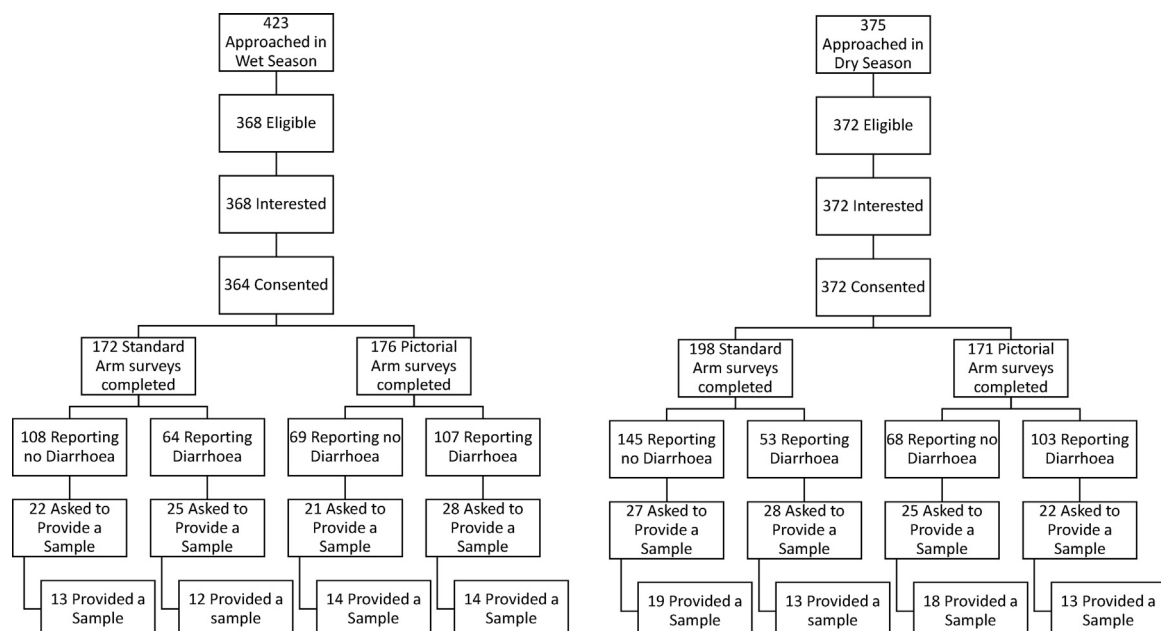 423
Approached in
Wet Season
368 Eligible
368 Interested
364 Consented
172 Standard
Arm surveys
completed
176 Pictorial
Arm surveys
completed
108 Reporting
no Diarrhoea
64 Reporting
Diarrhoea
69 Reporting no
Diarrhoea
107 Reporting
Diarrhoea
22 Asked to
Provide a
Sample
25 Asked to
Provide a
Sample
21 Asked to
Provide a
Sample
28 Asked to
Provide a
Sample
13 Provided a
Sample
12 Provided a
sample
14 Provided a
Sample
14 Provided a
Sample
375
Approached in
Dry Season
372 Eligible
372 Interested
372 Consented
198 Standard
Arm surveys
completed
171 Pictorial
Arm surveys
completed
145 Reporting
no Diarrhoea
53 Reporting
Diarrhoea
68 Reporting no
Diarrhoea
103 Reporting
Diarrhoea
27 Asked to
Provide a
Sample
28 Asked to
Provide a
Sample
25 Asked to
Provide a
Sample
22 Asked to
Provide a
Sample
19 Provided a
Sample
13 Provided a
sample
18 Provided a
Sample
13 Provided a
Sample